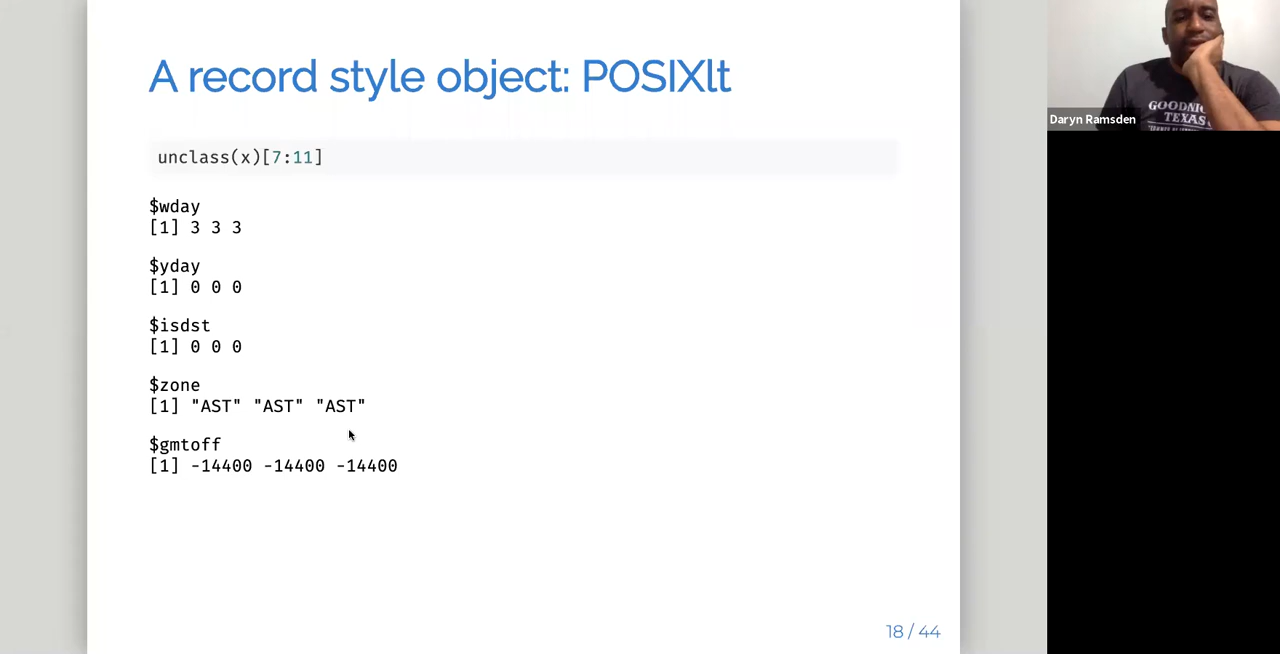 A record style object: POSIXlt
unclass(x)[7:11]
$wday
[1] 3 3 3
$yday
[1] 0 0 0
$isdst
[1] 0 0 0
$zone
[1] "AST" "AST" "AST"
$gmtoff
[1] -14400 -14400 -14400
18 / 44
TEXAS
Daryn Ramsden